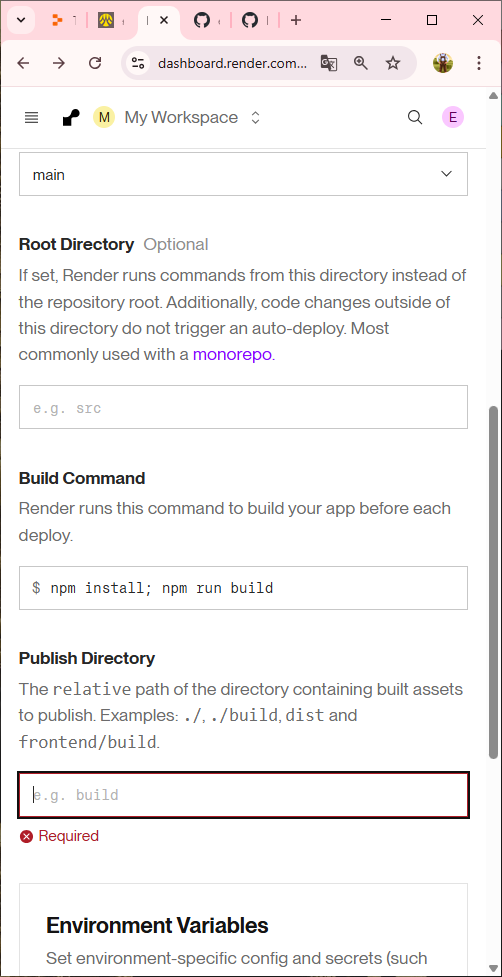 dashboard.render.com...
M My Workspace E
main
Root Directory Optional
If set, Render runs commands from this directory instead of
the repository root. Additionally, code changes outside of
this directory do not trigger an auto-deploy. Most
commonly used with a monorepo.
e.g. src
Build Command
Render runs this command to build your app before each
deploy.
$ npm install; npm run build
Publish Directory
The relative path of the directory containing built assets
to publish. Examples: ./, ./build, dist and
frontend/build.
e.g. build
Required
Environment Variables
Set environment-specific config and secrets (such